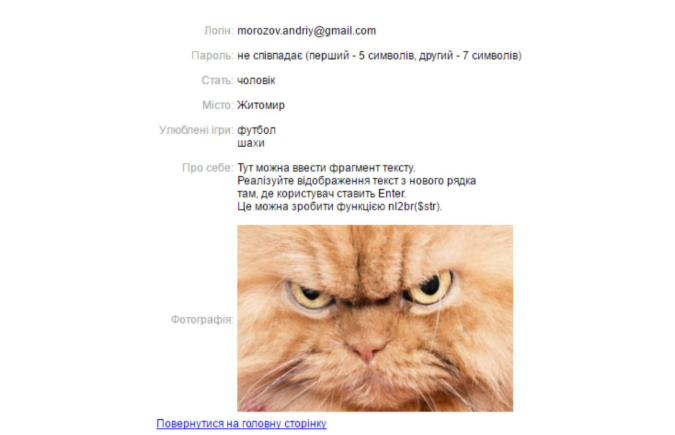 Логін: morozov.andriy@gmail.com
Пароль: не співпадає (перший - 5 символів, другий - 7 символів)
Стать: чоловік
Місто: Житомир
Улюблені ігри: футбол
шахи
Про себе: Тут можна ввести фрагмент тексту.
Реалізуйте відображення текст з нового рядка
там, де користувач ставить Enter.
Це можна зробити функцією nl2br($str).
Фотографія:
Повернутися на головну сторінку